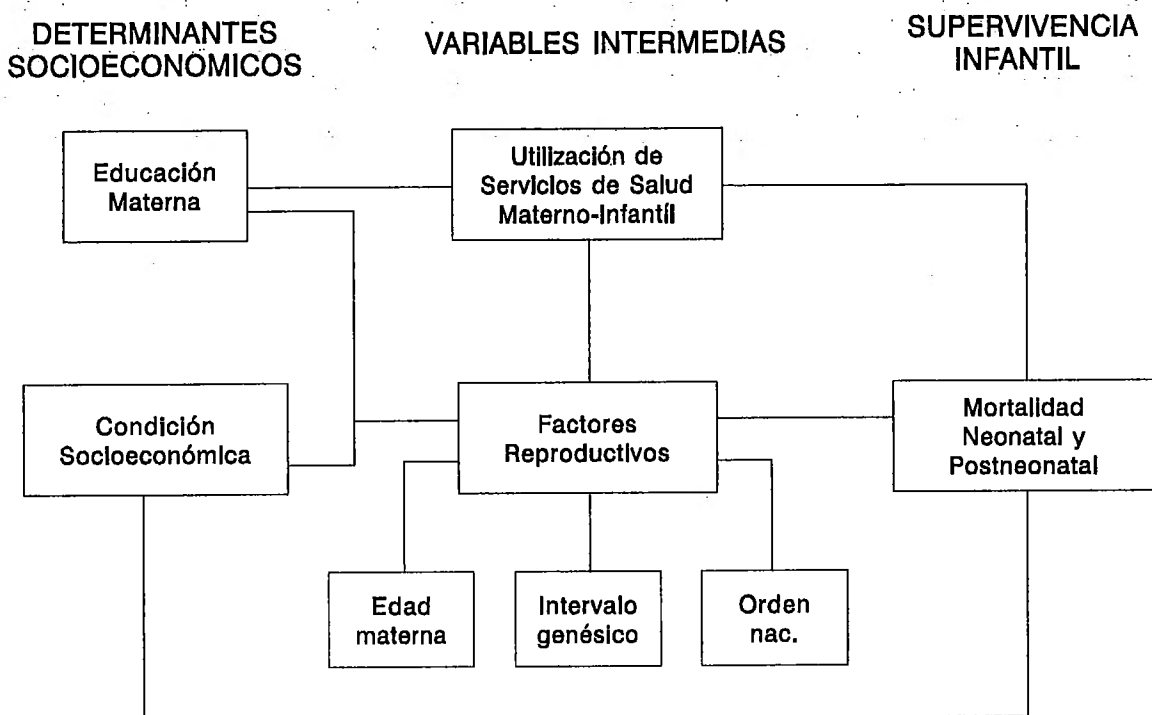 DETERMINANTES
SOCIOECONÓMICOS
VARIABLES INTERMEDIAS
SUPERVIVENCIA
INFANTIL
Educación
Materna
Utilización de
Servicios de Salud
Materno-Infantíl
Condición
Socioeconómica
Factores
Reproductivos
Mortalidad
Neonatal y
Postneonatal
Edad
materna
Intervalo
genésico
Orden
nac.